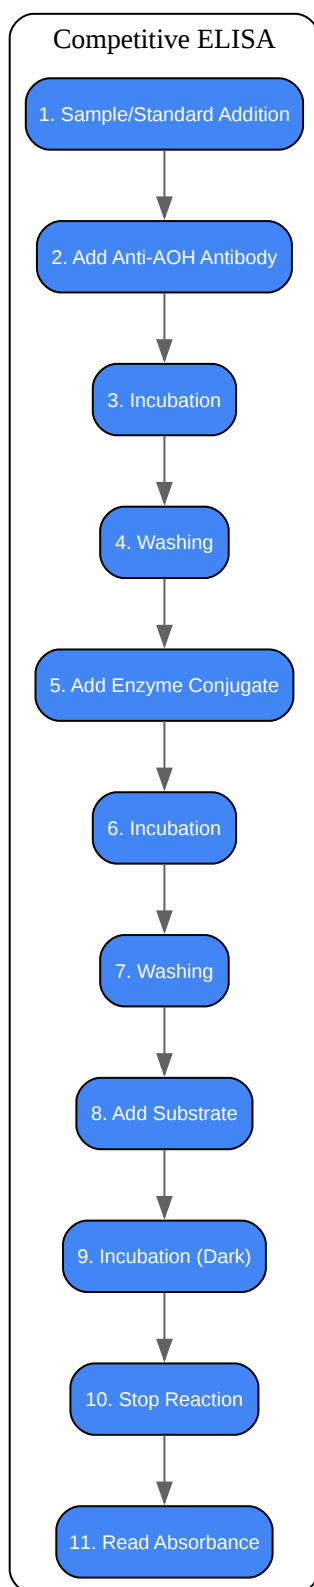 Competitive ELISA
1. Sample/Standard Addition
2. Add Anti-AOH Antibody
3. Incubation
4. Washing
5. Add Enzyme Conjugate
6. Incubation
7. Washing
8. Add Substrate
9. Incubation (Dark)
10. Stop Reaction
11. Read Absorbance